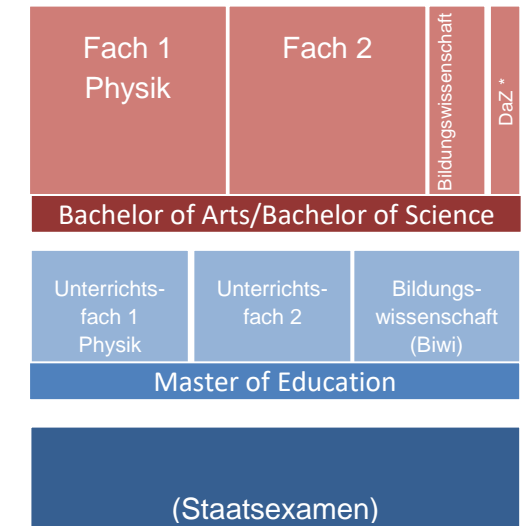 Fach 1
Physik
Fach 2
Bildungswissenschaft
DaZ *
Bachelor of Arts/Bachelor of Science
Unterrichts-
fach 1
Physik
Unterrichts-
fach 2
Bildungs-
wissenschaft
(Biwi)
Master of Education
(Staatsexamen)